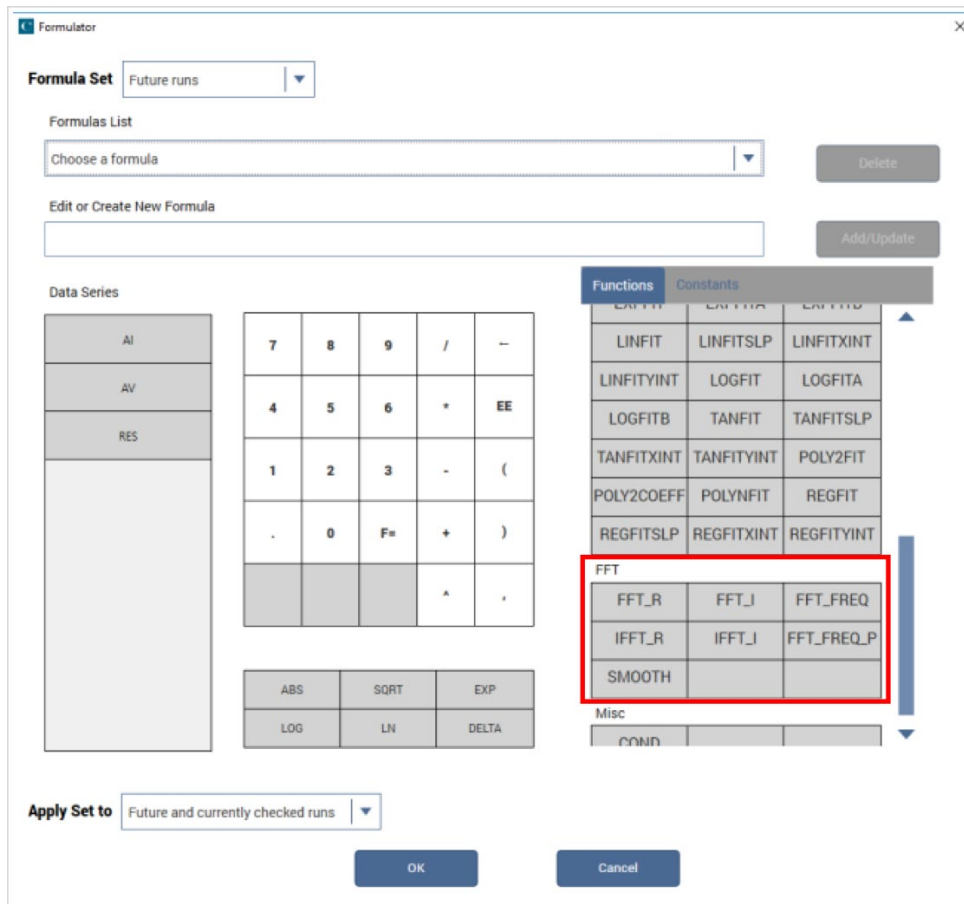 Formulator
Formula Set Future runs
Formulas List
Choose a formula
Delete
Edit or Create New Formula
Add/Update
Data Series
AI
AV
RES
7 8 9 / ←
4 5 6 * EE
1 2 3 - (
. 0 F= + )
^ ,
ABS SQRT EXP
LOG LN DELTA
Functions Constants
LINFIT LINFITSLP LINFITXINT
LINFITYINT LOGFIT LOGFITA
LOGFITB TANFIT TANFITSLP
TANFITXINT TANFITYINT POLY2FIT
POLY2COEFF POLYNFIT REGFIT
REGFITSLP REGFITXINT REGFITYINT
FFT
FFT_R FFT_I FFT_FREQ
IFFT_R IFFT_I FFT_FREQ_P
SMOOTH
Misc
COND
Apply Set to Future and currently checked runs
OK Cancel